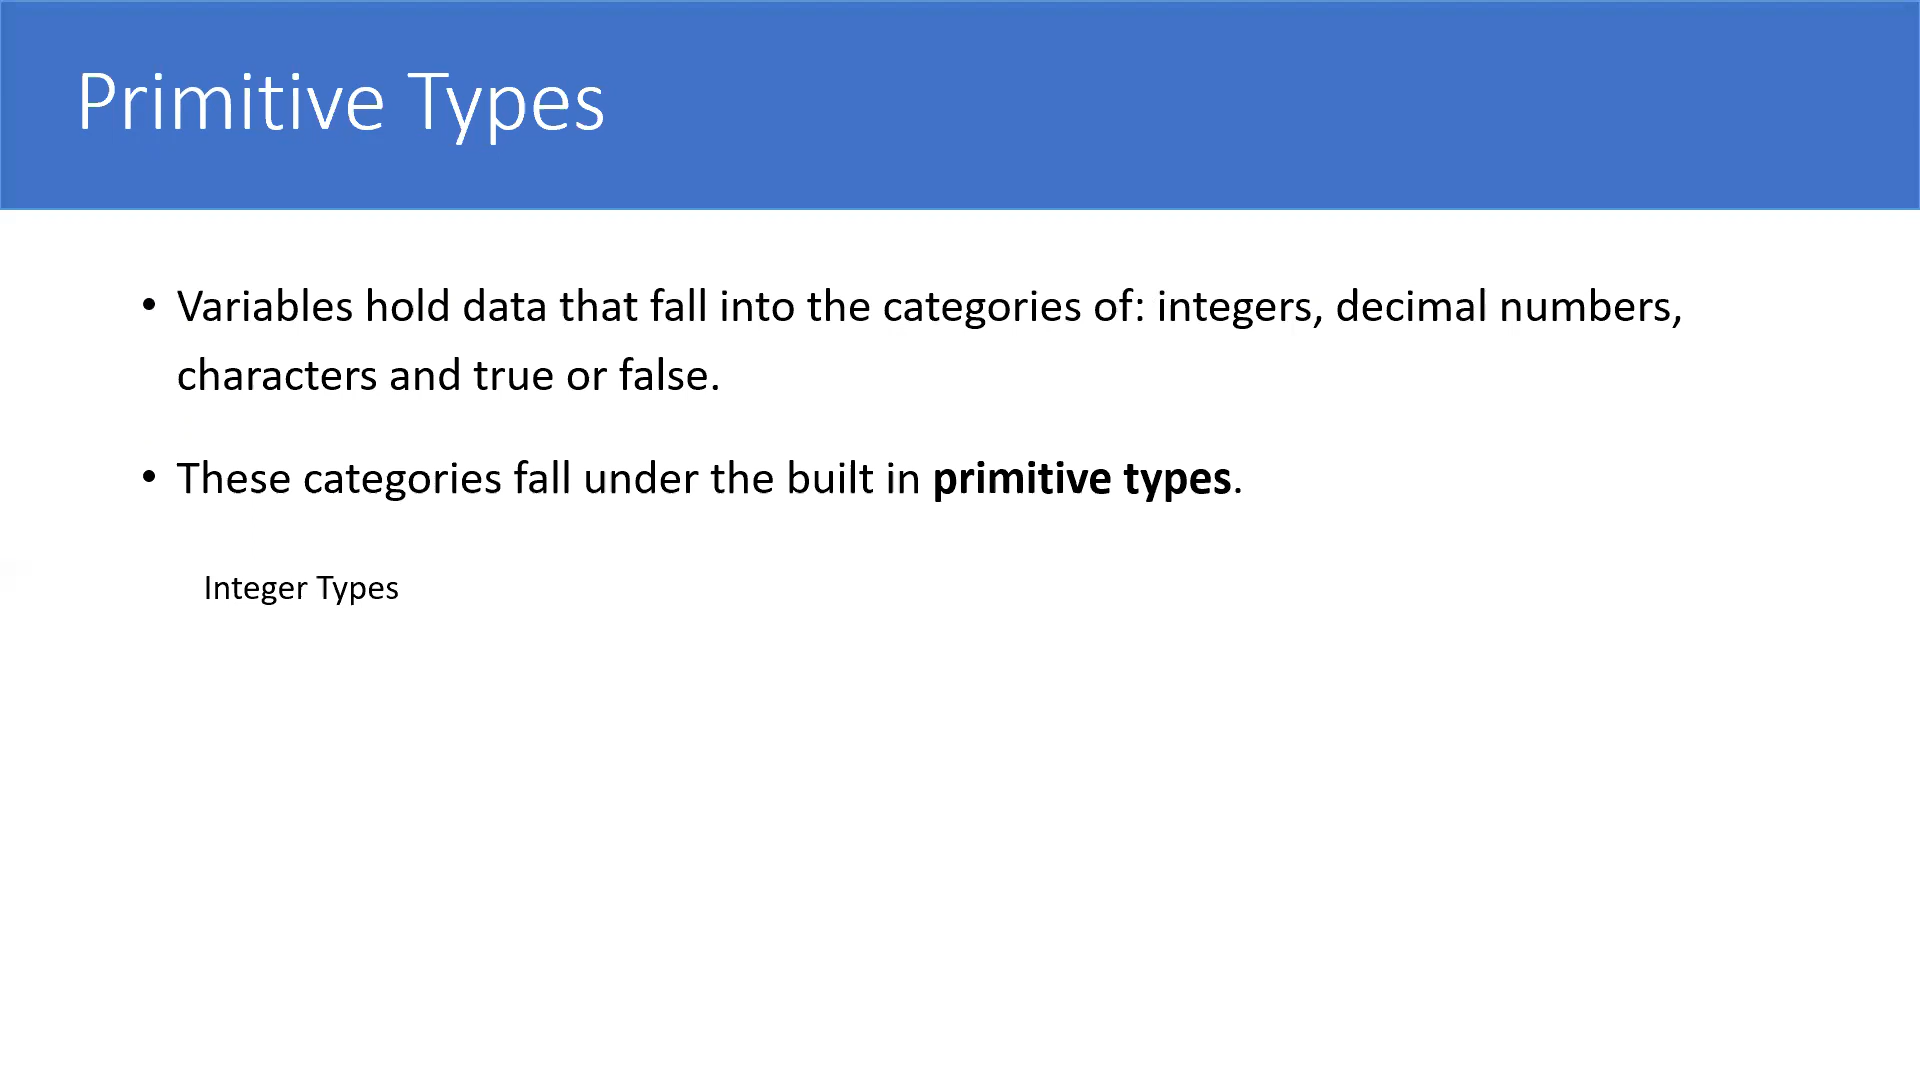 Primitive Types
• Variables hold data that fall into the categories of: integers, decimal numbers,
characters and true or false.
• These categories fall under the built in primitive types.
Integer Types